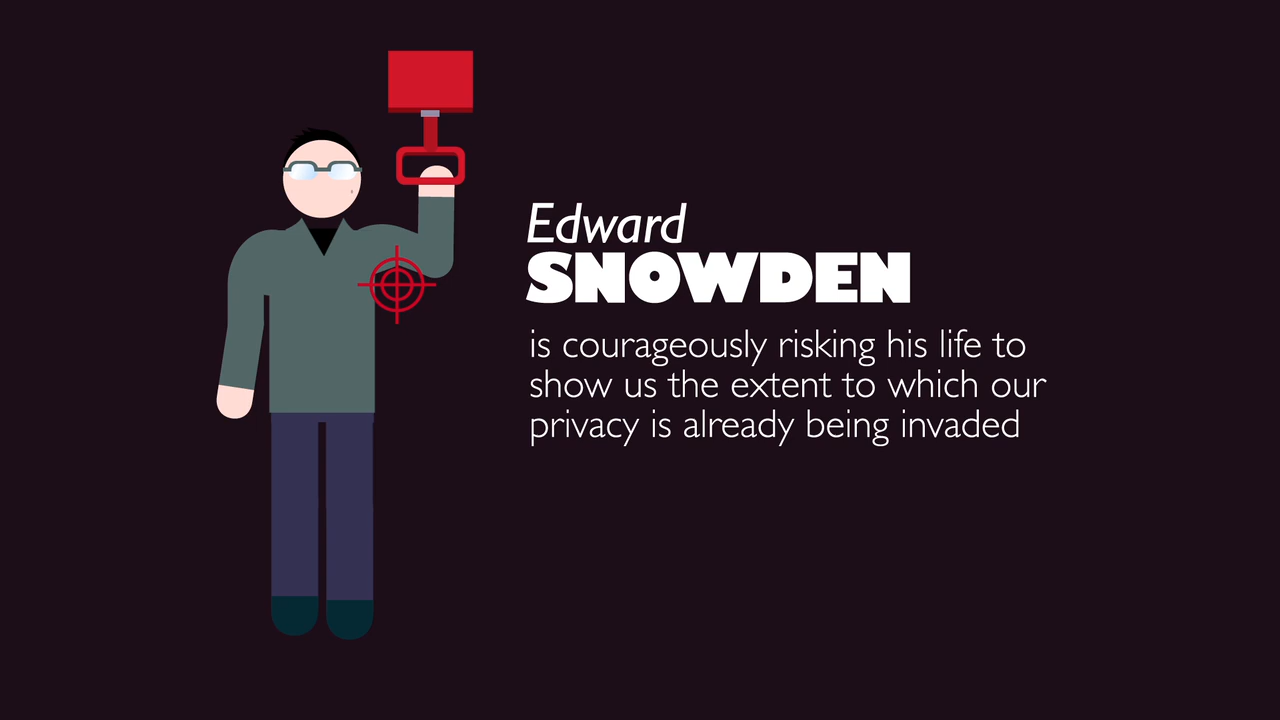 Edward
SNOWDEN
is courageously risking his life to
show us the extent to which our
privacy is already being invaded